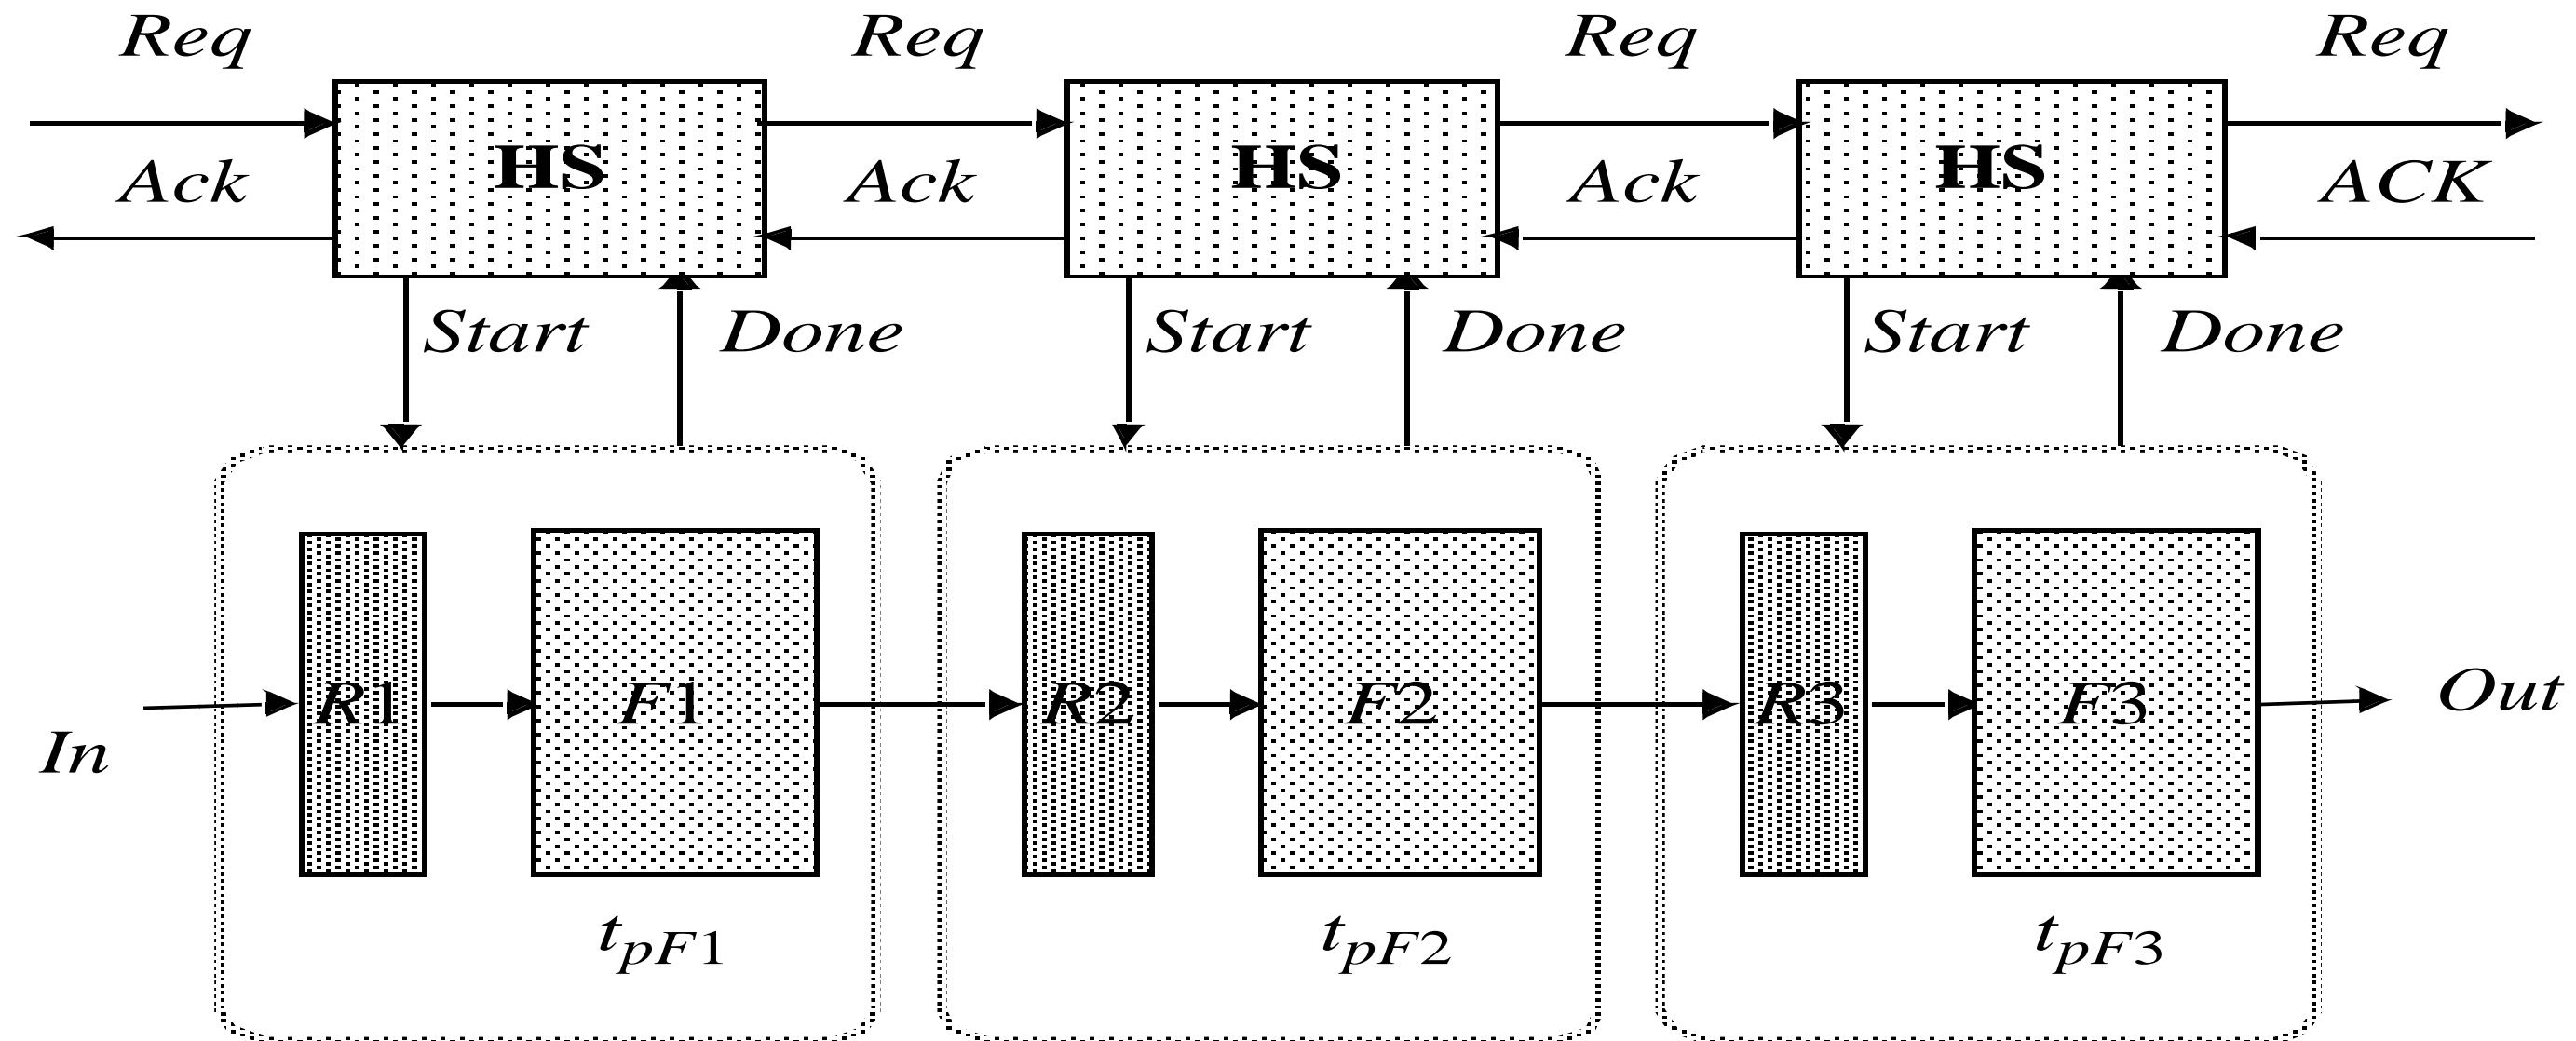 Req Req Req Req
HS HS HS
Ack Ack Ack ACK
Start Done Start Done Start Done
R1 F1 R2 F2 R3 F3 Out
In
tpF1 tpF2 tpF3